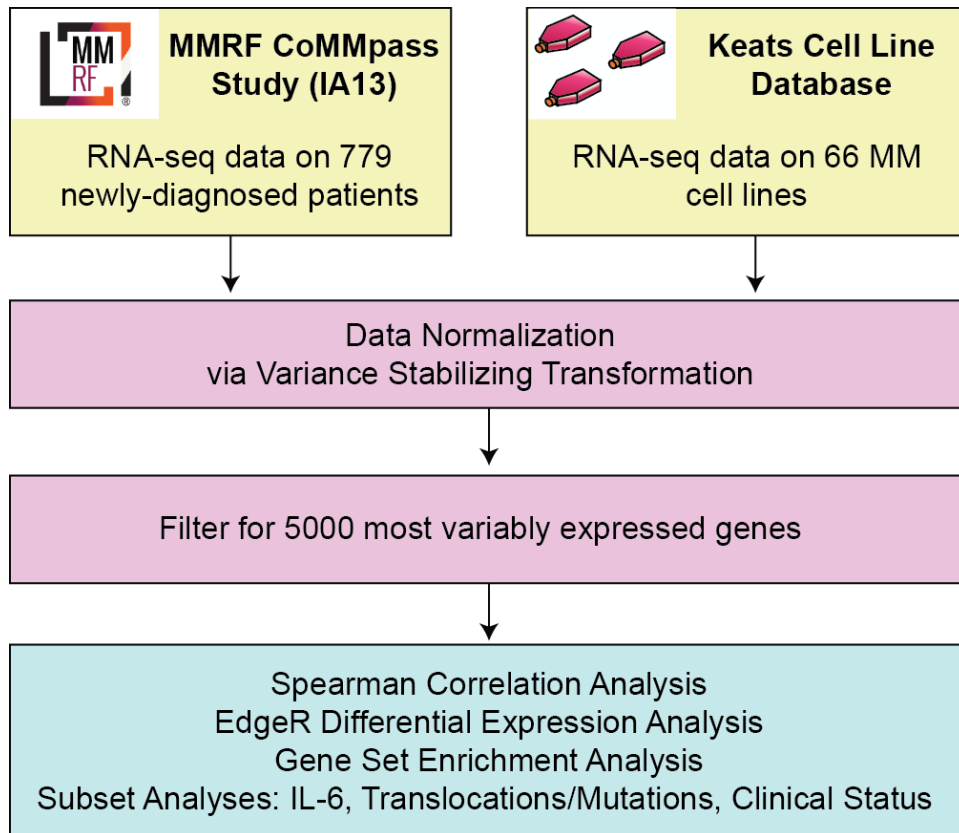 MM
RF
®
MMRF CoMMpass
Study (IA13)
RNA-seq data on 779
newly-diagnosed patients
Keats Cell Line
Database
RNA-seq data on 66 MM
cell lines
Data Normalization
via Variance Stabilizing Transformation
Filter for 5000 most variably expressed genes
Spearman Correlation Analysis
EdgeR Differential Expression Analysis
Gene Set Enrichment Analysis
Subset Analyses: IL-6, Translocations/Mutations, Clinical Status